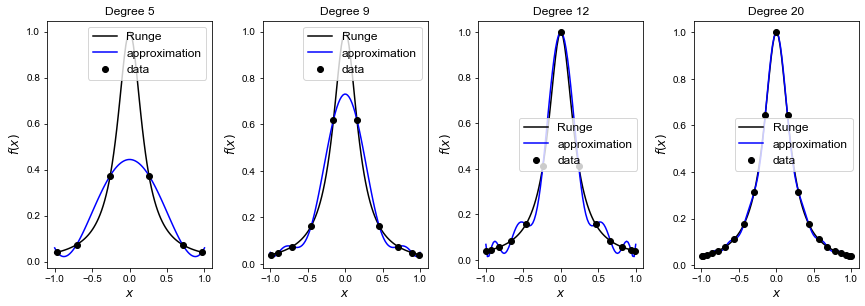 Degree 5
Runge
approximation
data
f(x)
0.0
0.2
0.4
0.6
0.8
1.0
−1.0
−0.5
0.0
0.5
1.0
x
Degree 9
Runge
approximation
data
f(x)
0.0
0.2
0.4
0.6
0.8
1.0
−1.0
−0.5
0.0
0.5
1.0
x
Degree 12
Runge
approximation
data
f(x)
0.0
0.2
0.4
0.6
0.8
1.0
−1.0
−0.5
0.0
0.5
1.0
x
Degree 20
Runge
approximation
data
f(x)
0.0
0.2
0.4
0.6
0.8
1.0
−1.0
−0.5
0.0
0.5
1.0
x